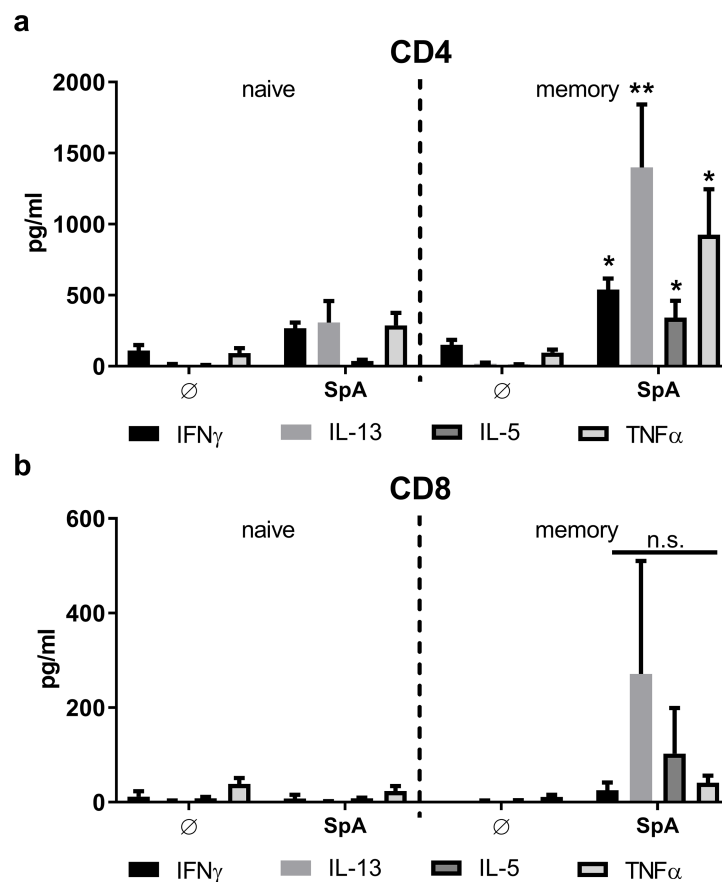 a
CD4
naive
memory
pg/ml
2000
1500
1000
500
0
*
**
*
*
∅
SpA
∅
SpA
IFNγ
IL-13
IL-5
TNFα
b
CD8
naive
memory
n.s.
pg/ml
600
400
200
0
∅
SpA
∅
SpA
IFNγ
IL-13
IL-5
TNFα